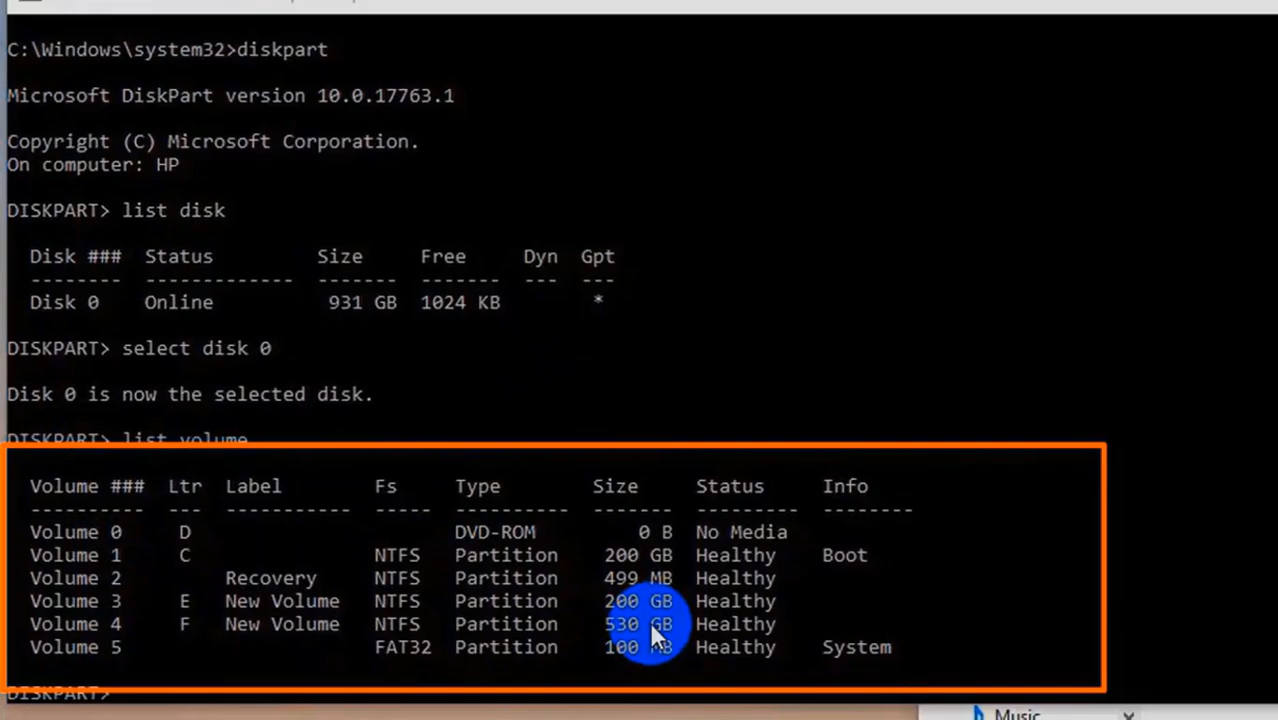 C:\Windows\system32>diskpart
Microsoft DiskPart version 10.0.17763.1
Copyright (C) Microsoft Corporation.
On computer: HP
DISKPART> list disk
Disk ### Status Size Free Dyn Gpt
-------- ------------- ------- ------- --- ---
Disk 0 Online 931 GB 1024 KB *
DISKPART> select disk 0
Disk 0 is now the selected disk.
DISKPART> list volume
Volume ### Ltr Label Fs Type Size Status Info
---------- --- ----------- ----- ---------- ------- --------- --------
Volume 0 D DVD-ROM 0 B No Media
Volume 1 C NTFS Partition 200 GB Healthy Boot
Volume 2 Recovery NTFS Partition 499 MB Healthy
Volume 3 E New Volume NTFS Partition 200 GB Healthy
Volume 4 F New Volume NTFS Partition 530 GB Healthy
Volume 5 FAT32 Partition 100 MB Healthy System
DISKPART>
Music